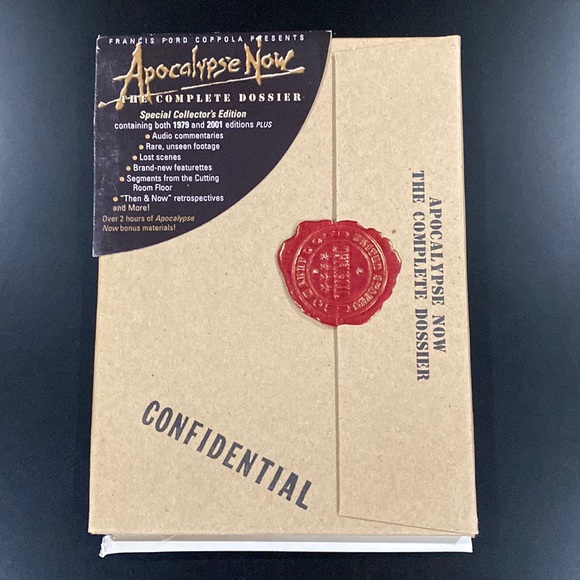 FRANCIS FORD COPPOLA PRESENTS
Apocalypse Now
THE COMPLETE DOSSIER
Special Collector's Edition
containing both 1979 and 2001 editions PLUS
• Audio commentaries
• Rare, unseen footage
• Lost scenes
• Brand-new featurettes
• Segments from the Cutting
Room Floor
• "Then & Now" retrospectives
and More!
Over 2 hours of Apocalypse
Now bonus materials!
APOCALYPSE NOW
THE COMPLETE DOSSIER
CONFIDENTIAL